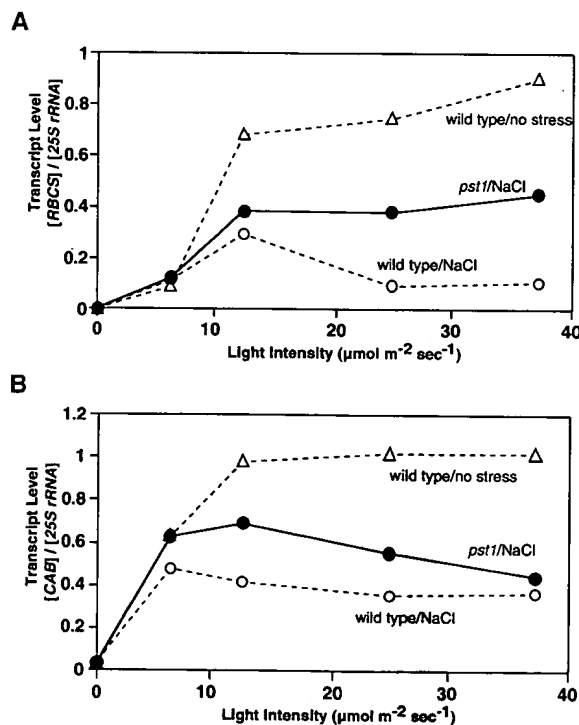 A
Transcript Level
[RBCS] / [25S rRNA]
1
0.8
0.6
0.4
0.2
0
wild type/no stress
pst1/NaCl
wild type/NaCl
0
10
20
30
40
Light Intensity (µmol m⁻² sec⁻¹)
B
Transcript Level
[CAB] / [25S rRNA]
1.2
1
0.8
0.6
0.4
0.2
0
wild type/no stress
pst1/NaCl
wild type/NaCl
0
10
20
30
40
Light Intensity (µmol m⁻² sec⁻¹)